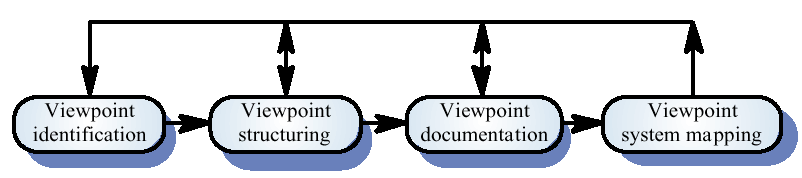 Viewpoint
identification
Viewpoint
structuring
Viewpoint
documentation
Viewpoint
system mapping